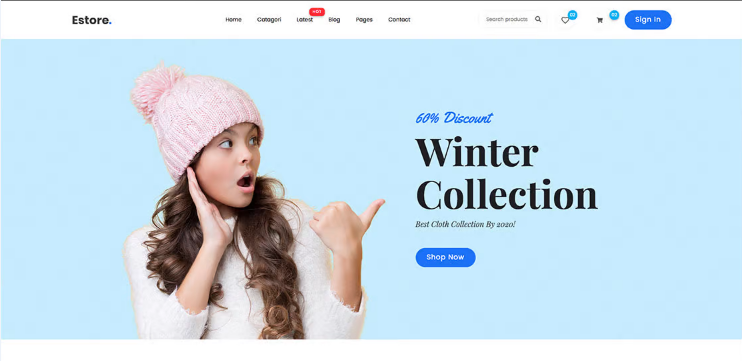 Estore.
Home Catagori Latest HOT Blog Pages Contact
Search products
02 02
Sign in
60% Discount
Winter
Collection
Best Cloth Collection By 2020!
Shop Now